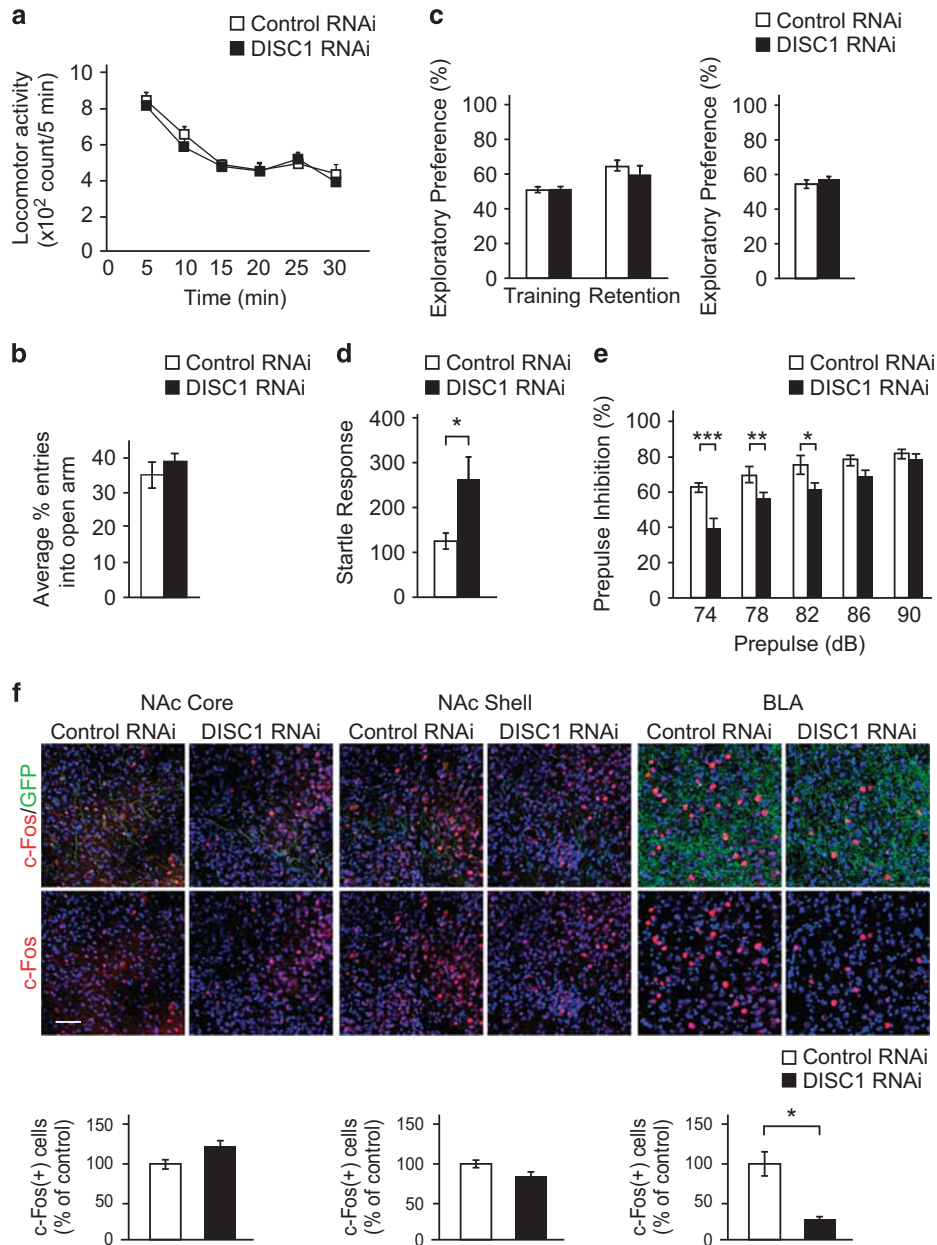 a
Control RNAi
DISC1 RNAi
Locomotor activity
(x10² count/5 min)
10
8
6
4
2
0
0 5 10 15 20 25 30
Time (min)
c
Control RNAi
DISC1 RNAi
Exploratory Preference (%)
100
80
60
40
20
0
Training Retention
Exploratory Preference (%)
100
80
60
40
20
0
b
Control RNAi
DISC1 RNAi
Average % entries
into open arm
40
30
20
10
0
d
Control RNAi
DISC1 RNAi
Startle Response
400
300
200
100
0
*
e
Control RNAi
DISC1 RNAi
Prepulse Inhibition (%)
100
80
60
40
20
0
*** ** *
74 78 82 86 90
Prepulse (dB)
f
NAc Core NAc Shell BLA
Control RNAi DISC1 RNAi Control RNAi DISC1 RNAi Control RNAi DISC1 RNAi
c-Fos/GFP
c-Fos
Control RNAi
DISC1 RNAi
c-Fos(+) cells
(% of control)
150
100
50
0
c-Fos(+) cells
(% of control)
150
100
50
0
c-Fos(+) cells
(% of control)
150
100
50
0
*